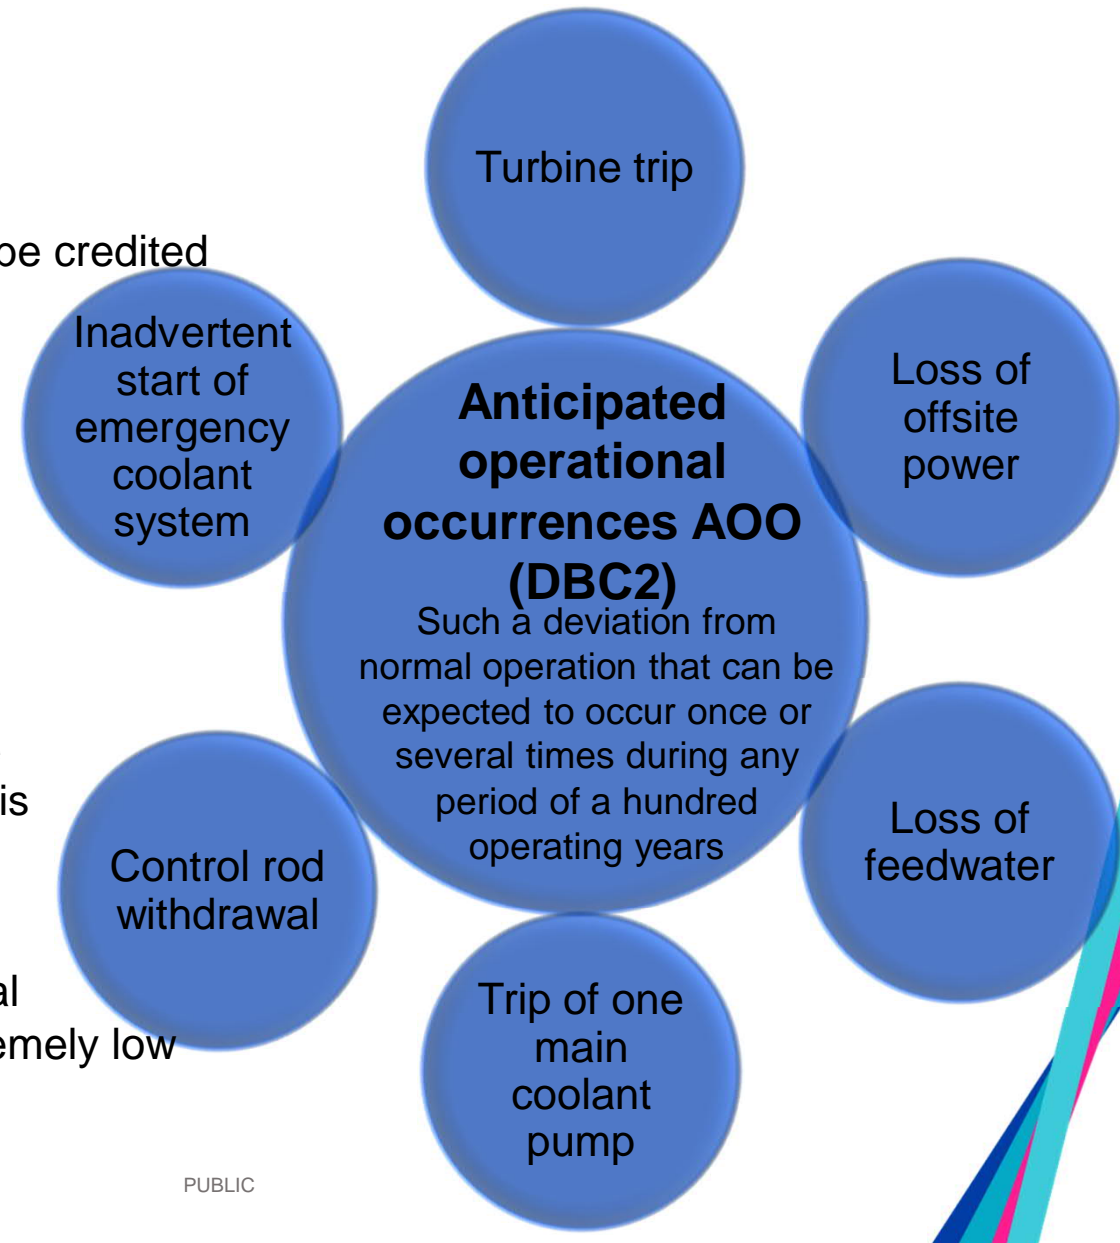 Turbine trip
be credited
Inadvertent
start of
emergency
coolant
system
Loss of
offsite
power
Anticipated
operational
occurrences AOO
(DBC2)
Such a deviation from
normal operation that can be
expected to occur once or
several times during any
period of a hundred
operating years
is
Control rod
withdrawal
Loss of
feedwater
al
emely low
Trip of one
main
coolant
pump
PUBLIC